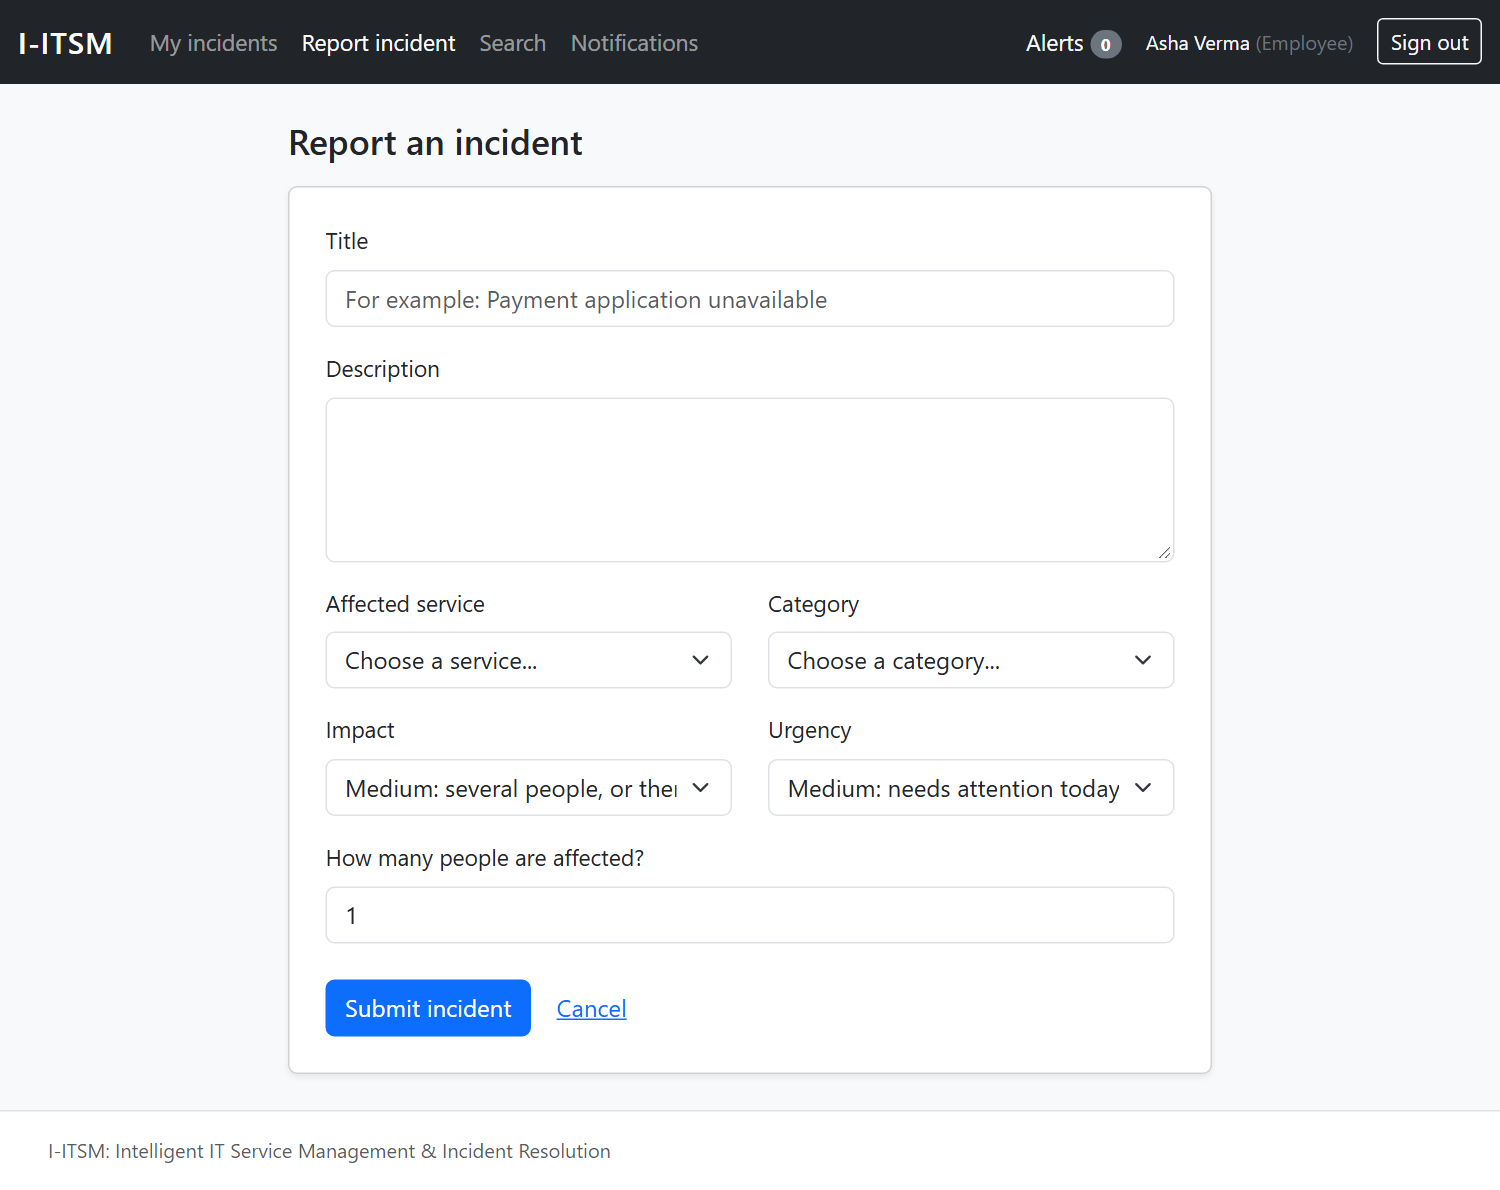 I-ITSM My incidents Report incident Search Notifications Alerts 0 Asha Verma (Employee) Sign out
Report an incident
Title
For example: Payment application unavailable
Description
Affected service Category
Choose a service... Choose a category...
Impact Urgency
Medium: several people, or Medium: needs attention today
How many people are affected?
1
Submit incident Cancel
I-ITSM: Intelligent IT Service Management & Incident Resolution